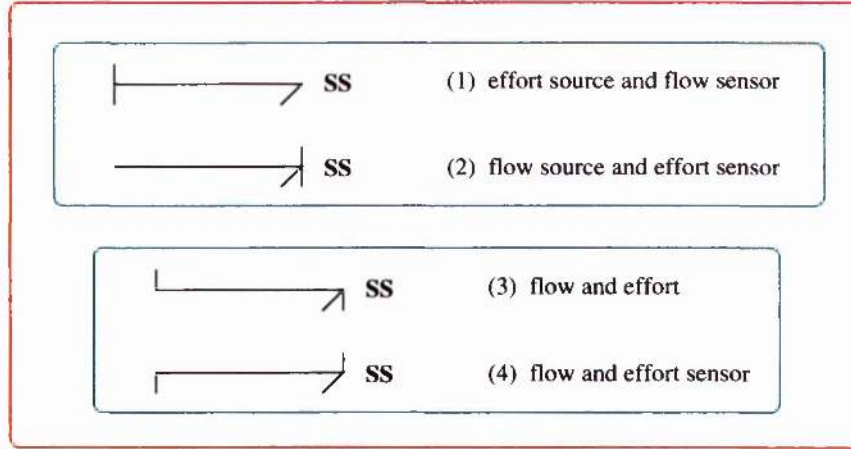 SS (1) effort source and flow sensor
SS (2) flow source and effort sensor
SS (3) flow and effort
SS (4) flow and effort sensor